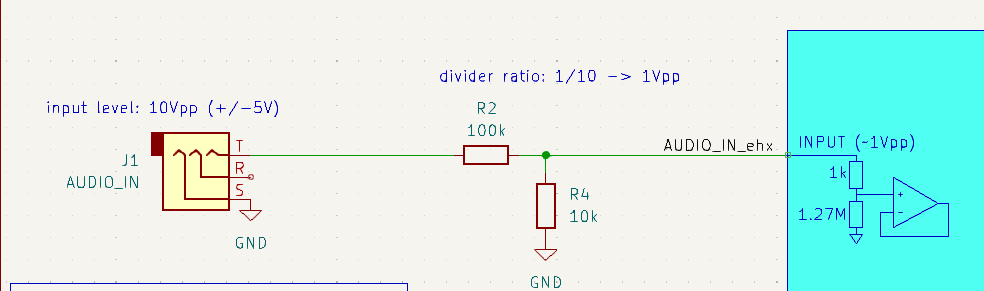 divider ratio: 1/10 -> 1Vpp
input level: 10Vpp (+/-5V)
R2
100k
J1
AUDIO_IN
T
R
S
GND
AUDIO_IN_ehx
INPUT (~1Vpp)
1k
1.27M
+
-
R4
10k
GND